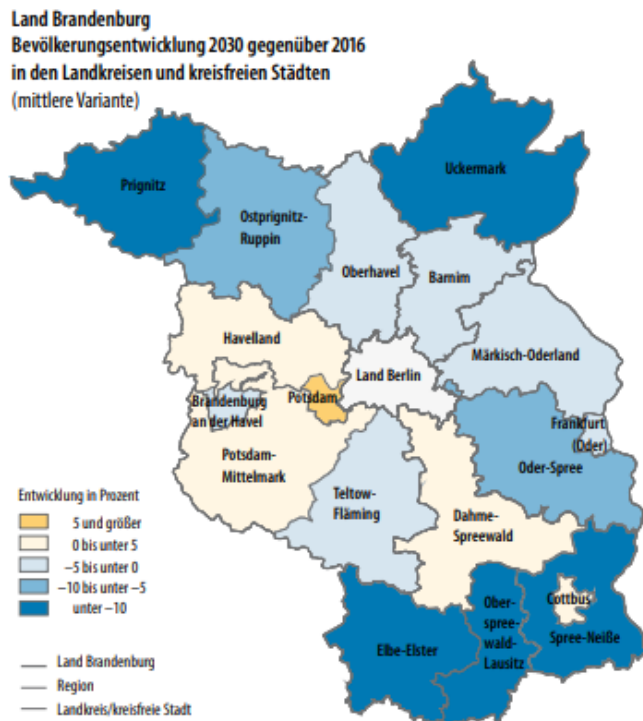 Land Brandenburg
Bevölkerungsentwicklung 2030 gegenüber 2016
in den Landkreisen und kreisfreien Städten
(mittlere Variante)
Prignitz
Uckermark
Ostprignitz-
Ruppin
Oberhavel
Barnim
Havelland
Märkisch-Oderland
Land Berlin
Potsdam
Brandenburg
an der Havel
Frankfurt
(Oder)
Potsdam-
Mittelmark
Oder-Spree
Teltow-
Fläming
Dahme-
Spreewald
Cottbus
Ober-
spree-
wald-
Lausitz
Elbe-Elster
Spree-Neiße
Entwicklung in Prozent
5 und größer
0 bis unter 5
–5 bis unter 0
–10 bis unter –5
unter –10
Land Brandenburg
Region
Landkreis/kreisfreie Stadt